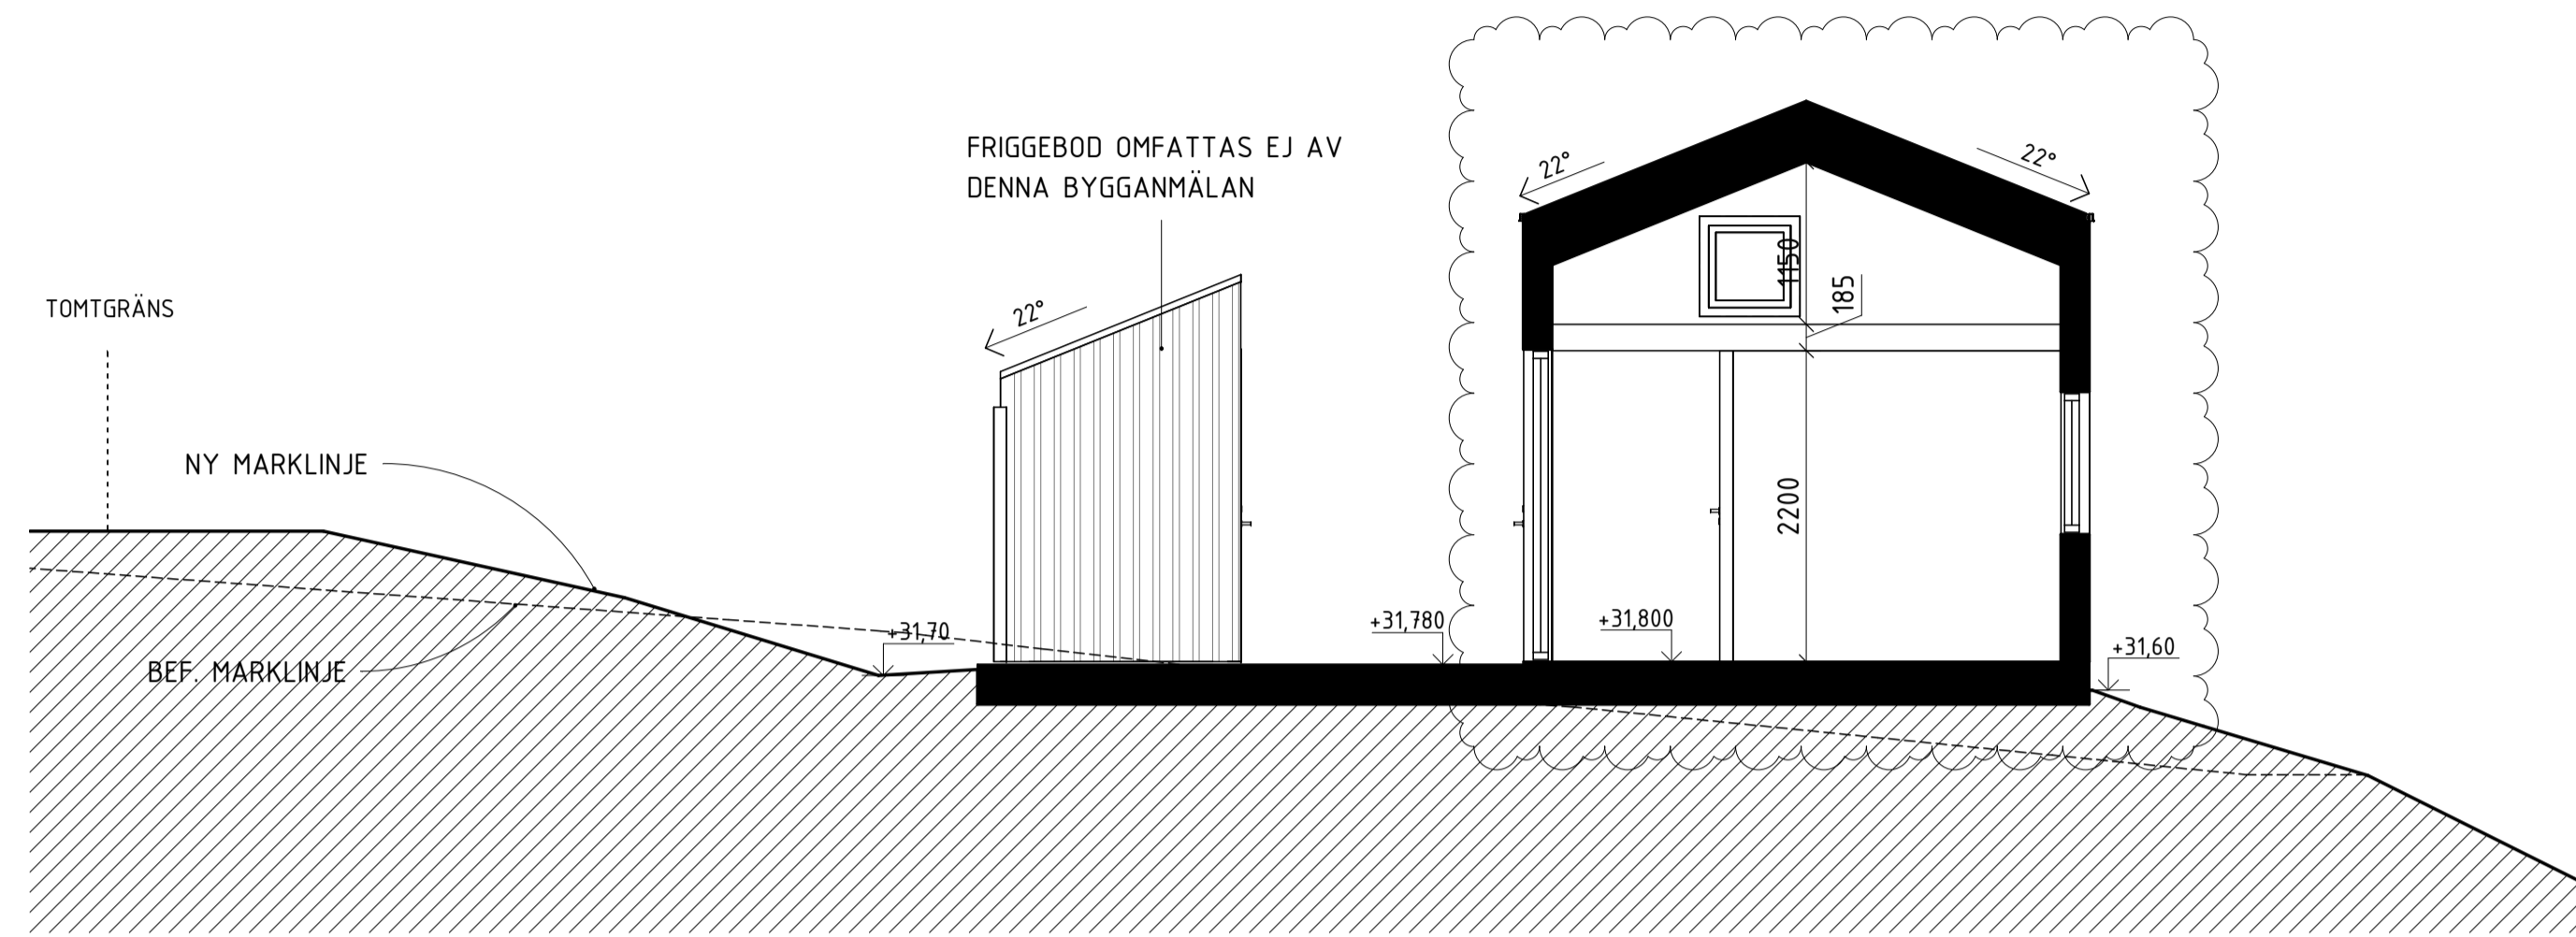 FRIGGEBOD OMFATTAS EJ AV
DENNA BYGGANMÄLAN
22°
22°
22°
TOMTGRÄNS
1150
185
NY MARKLINJE
2200
+31,70
+31,780
+31,800
+31,60
BEF. MARKLINJE